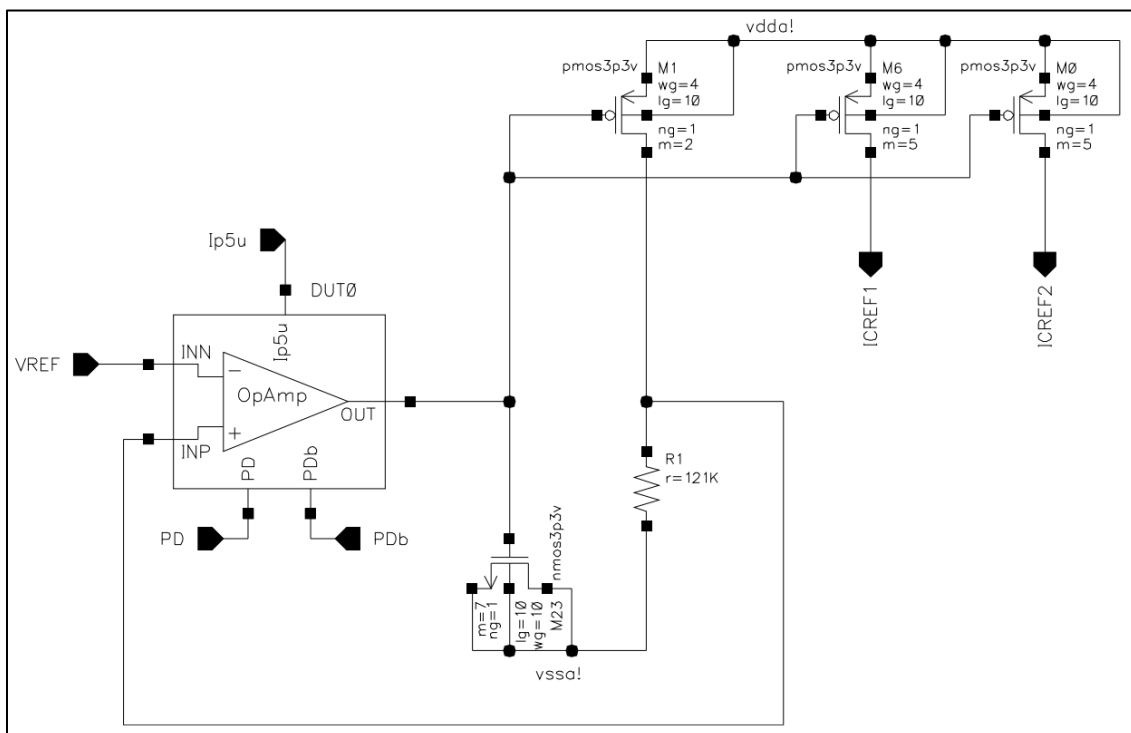 vdda!
pmos3p3v
M1
wg=4
lg=10
ng=1
m=2
pmos3p3v
M6
wg=4
lg=10
ng=1
m=5
pmos3p3v
MØ
wg=4
lg=10
ng=1
m=5
Ip5u
DUTØ
Ip5u
ICREF1
ICREF2
VREF
INN
−
OpAmp
OUT
+
INP
PD
PDb
PD
PDb
R1
r=121K
nmos3p3v
m=7
ng=1
lg=10
wg=10
M23
vssa!